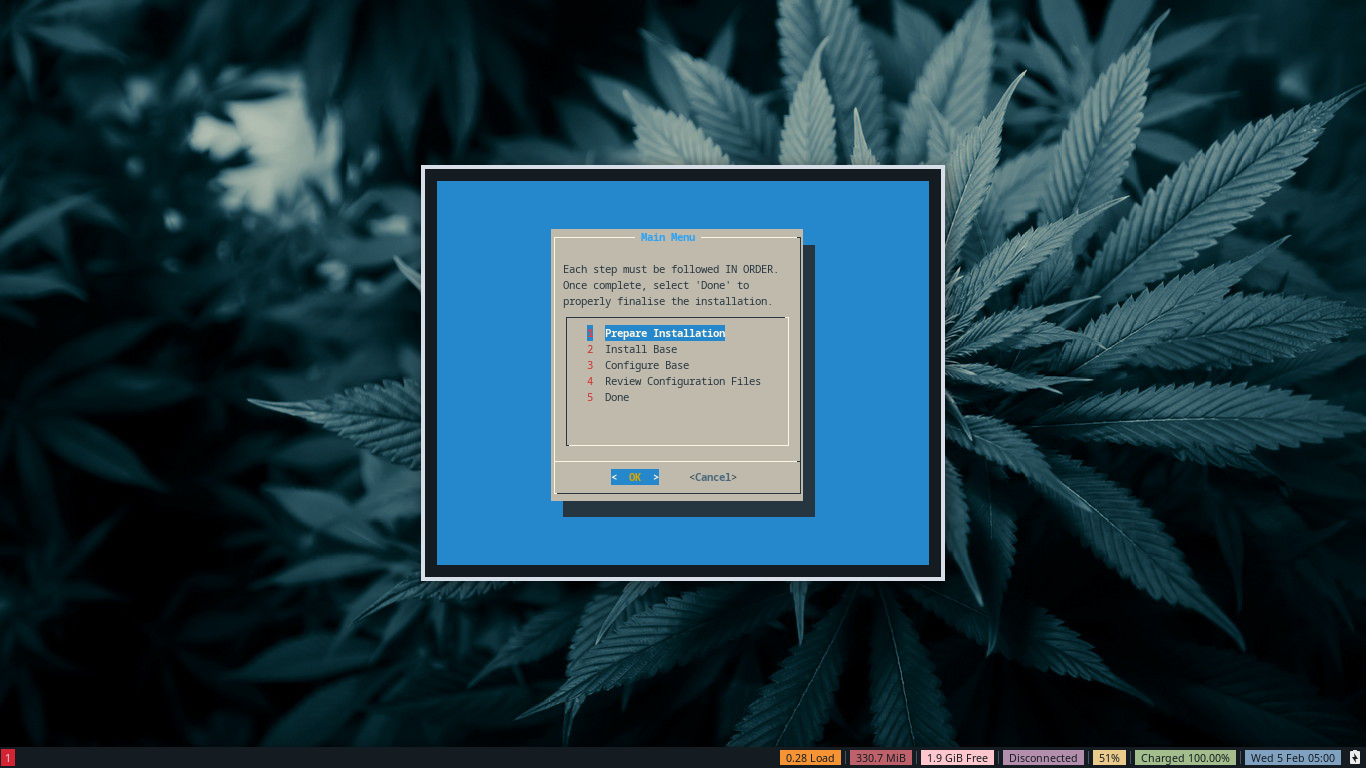 Main Menu
Each step must be followed IN ORDER.
Once complete, select 'Done' to
properly finalise the installation.
1 Prepare Installation
2 Install Base
3 Configure Base
4 Review Configuration Files
5 Done
< OK > <Cancel>
1 0.28 Load 330.7 MiB 1.9 GiB Free Disconnected 51% Charged 100.00% Wed 5 Feb 05:00